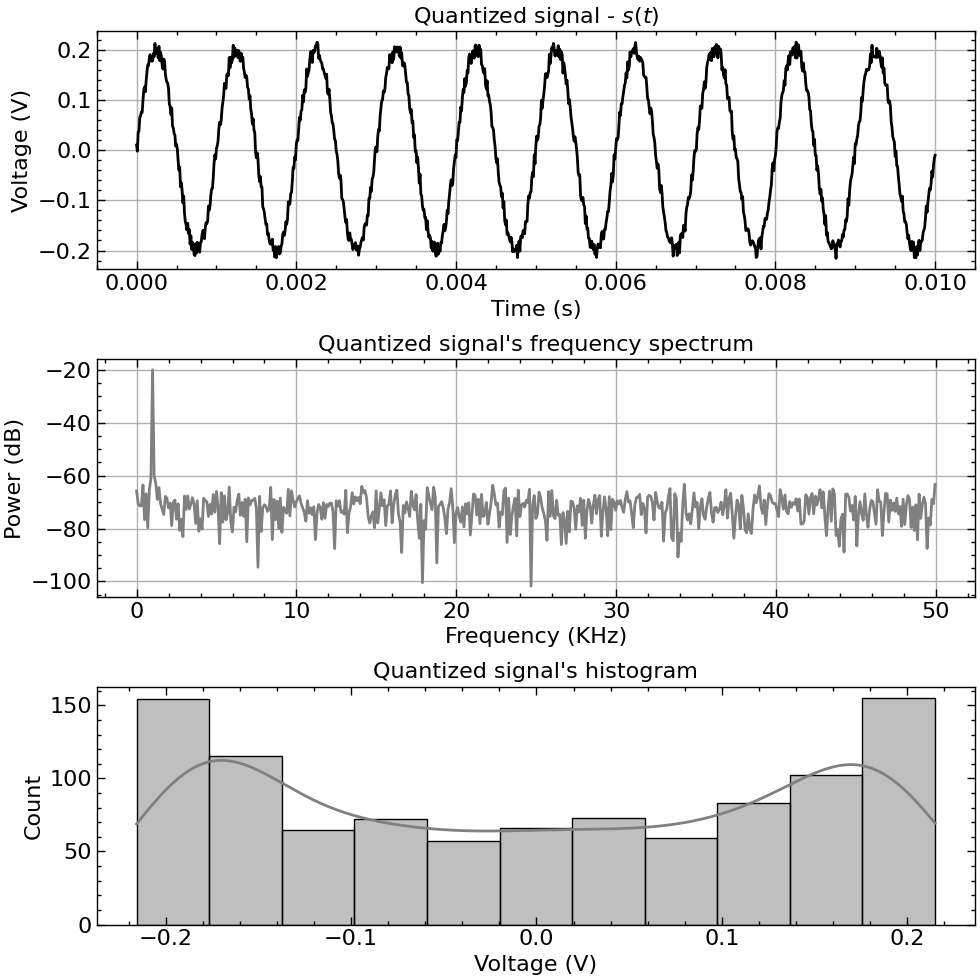 Quantized signal - s(t)
Voltage (V)
0.2
0.1
0.0
−0.1
−0.2
0.000 0.002 0.004 0.006 0.008 0.010
Time (s)
Quantized signal's frequency spectrum
Power (dB)
−20
−40
−60
−80
−100
0 10 20 30 40 50
Frequency (KHz)
Quantized signal's histogram
Count
150
100
50
0
−0.2 −0.1 0.0 0.1 0.2
Voltage (V)